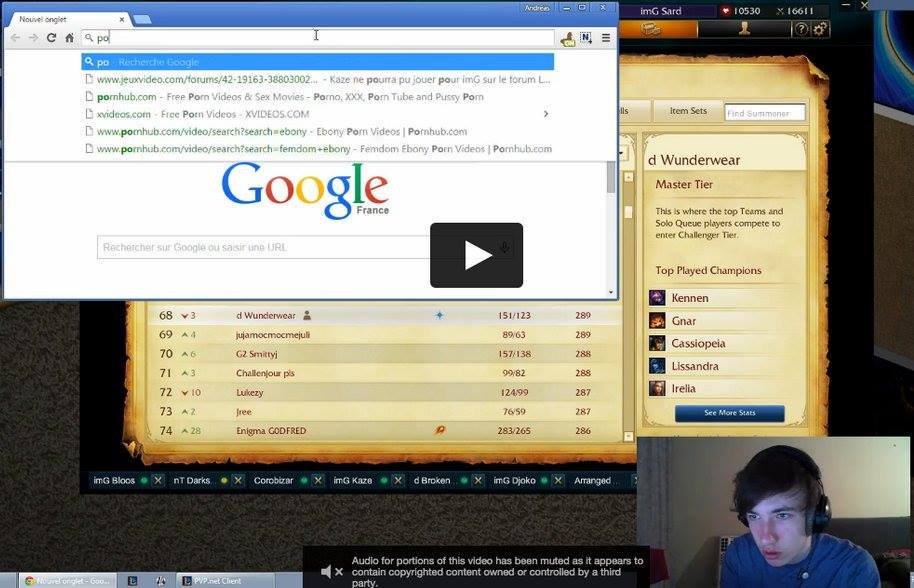 Andreas
Nouvel onglet
po
imG Sard
10530
16611
po - Recherche Google
www.jeuxvideo.com/forums/42-19163-38803002... - Kaze ne pourra pu jouer pour imG sur le forum L...
pornhub.com - Free Porn Videos & Sex Movies - Porno, XXX, Porn Tube and Pussy Porn
xvideos.com - Free Porn Videos - XVIDEOS.COM
www.pornhub.com/video/search?search=ebony - Ebony Porn Videos | Pornhub.com
www.pornhub.com/video/search?search=femdom+ebony - Femdom Ebony Porn Videos | Pornhub.com
Item Sets
Find Summoner
Google
France
Rechercher sur Google ou saisir une URL
d Wunderwear
Master Tier
This is where the top Teams and
Solo Queue players compete to
enter Challenger Tier.
Top Played Champions
Kennen
Gnar
Cassiopeia
Lissandra
Irelia
See More Stats
68 3 d Wunderwear 151/123 289
69 4 jujamocmocmejuli 89/63 289
70 6 G2 Smittyj 157/138 288
71 3 Challenjour pls 99/82 288
72 10 Lukezy 124/99 287
73 2 Jree 76/59 287
74 28 Enigma G0DFRED 283/265 286
imG Bloos nT Darks... Corobizar imG Kaze d Broken... imG Djoko Arranged...
Audio for portions of this video has been muted as it appears to
contain copyrighted content owned or controlled by a third
party.
Nouvel onglet - Goo...
PVP.net Client